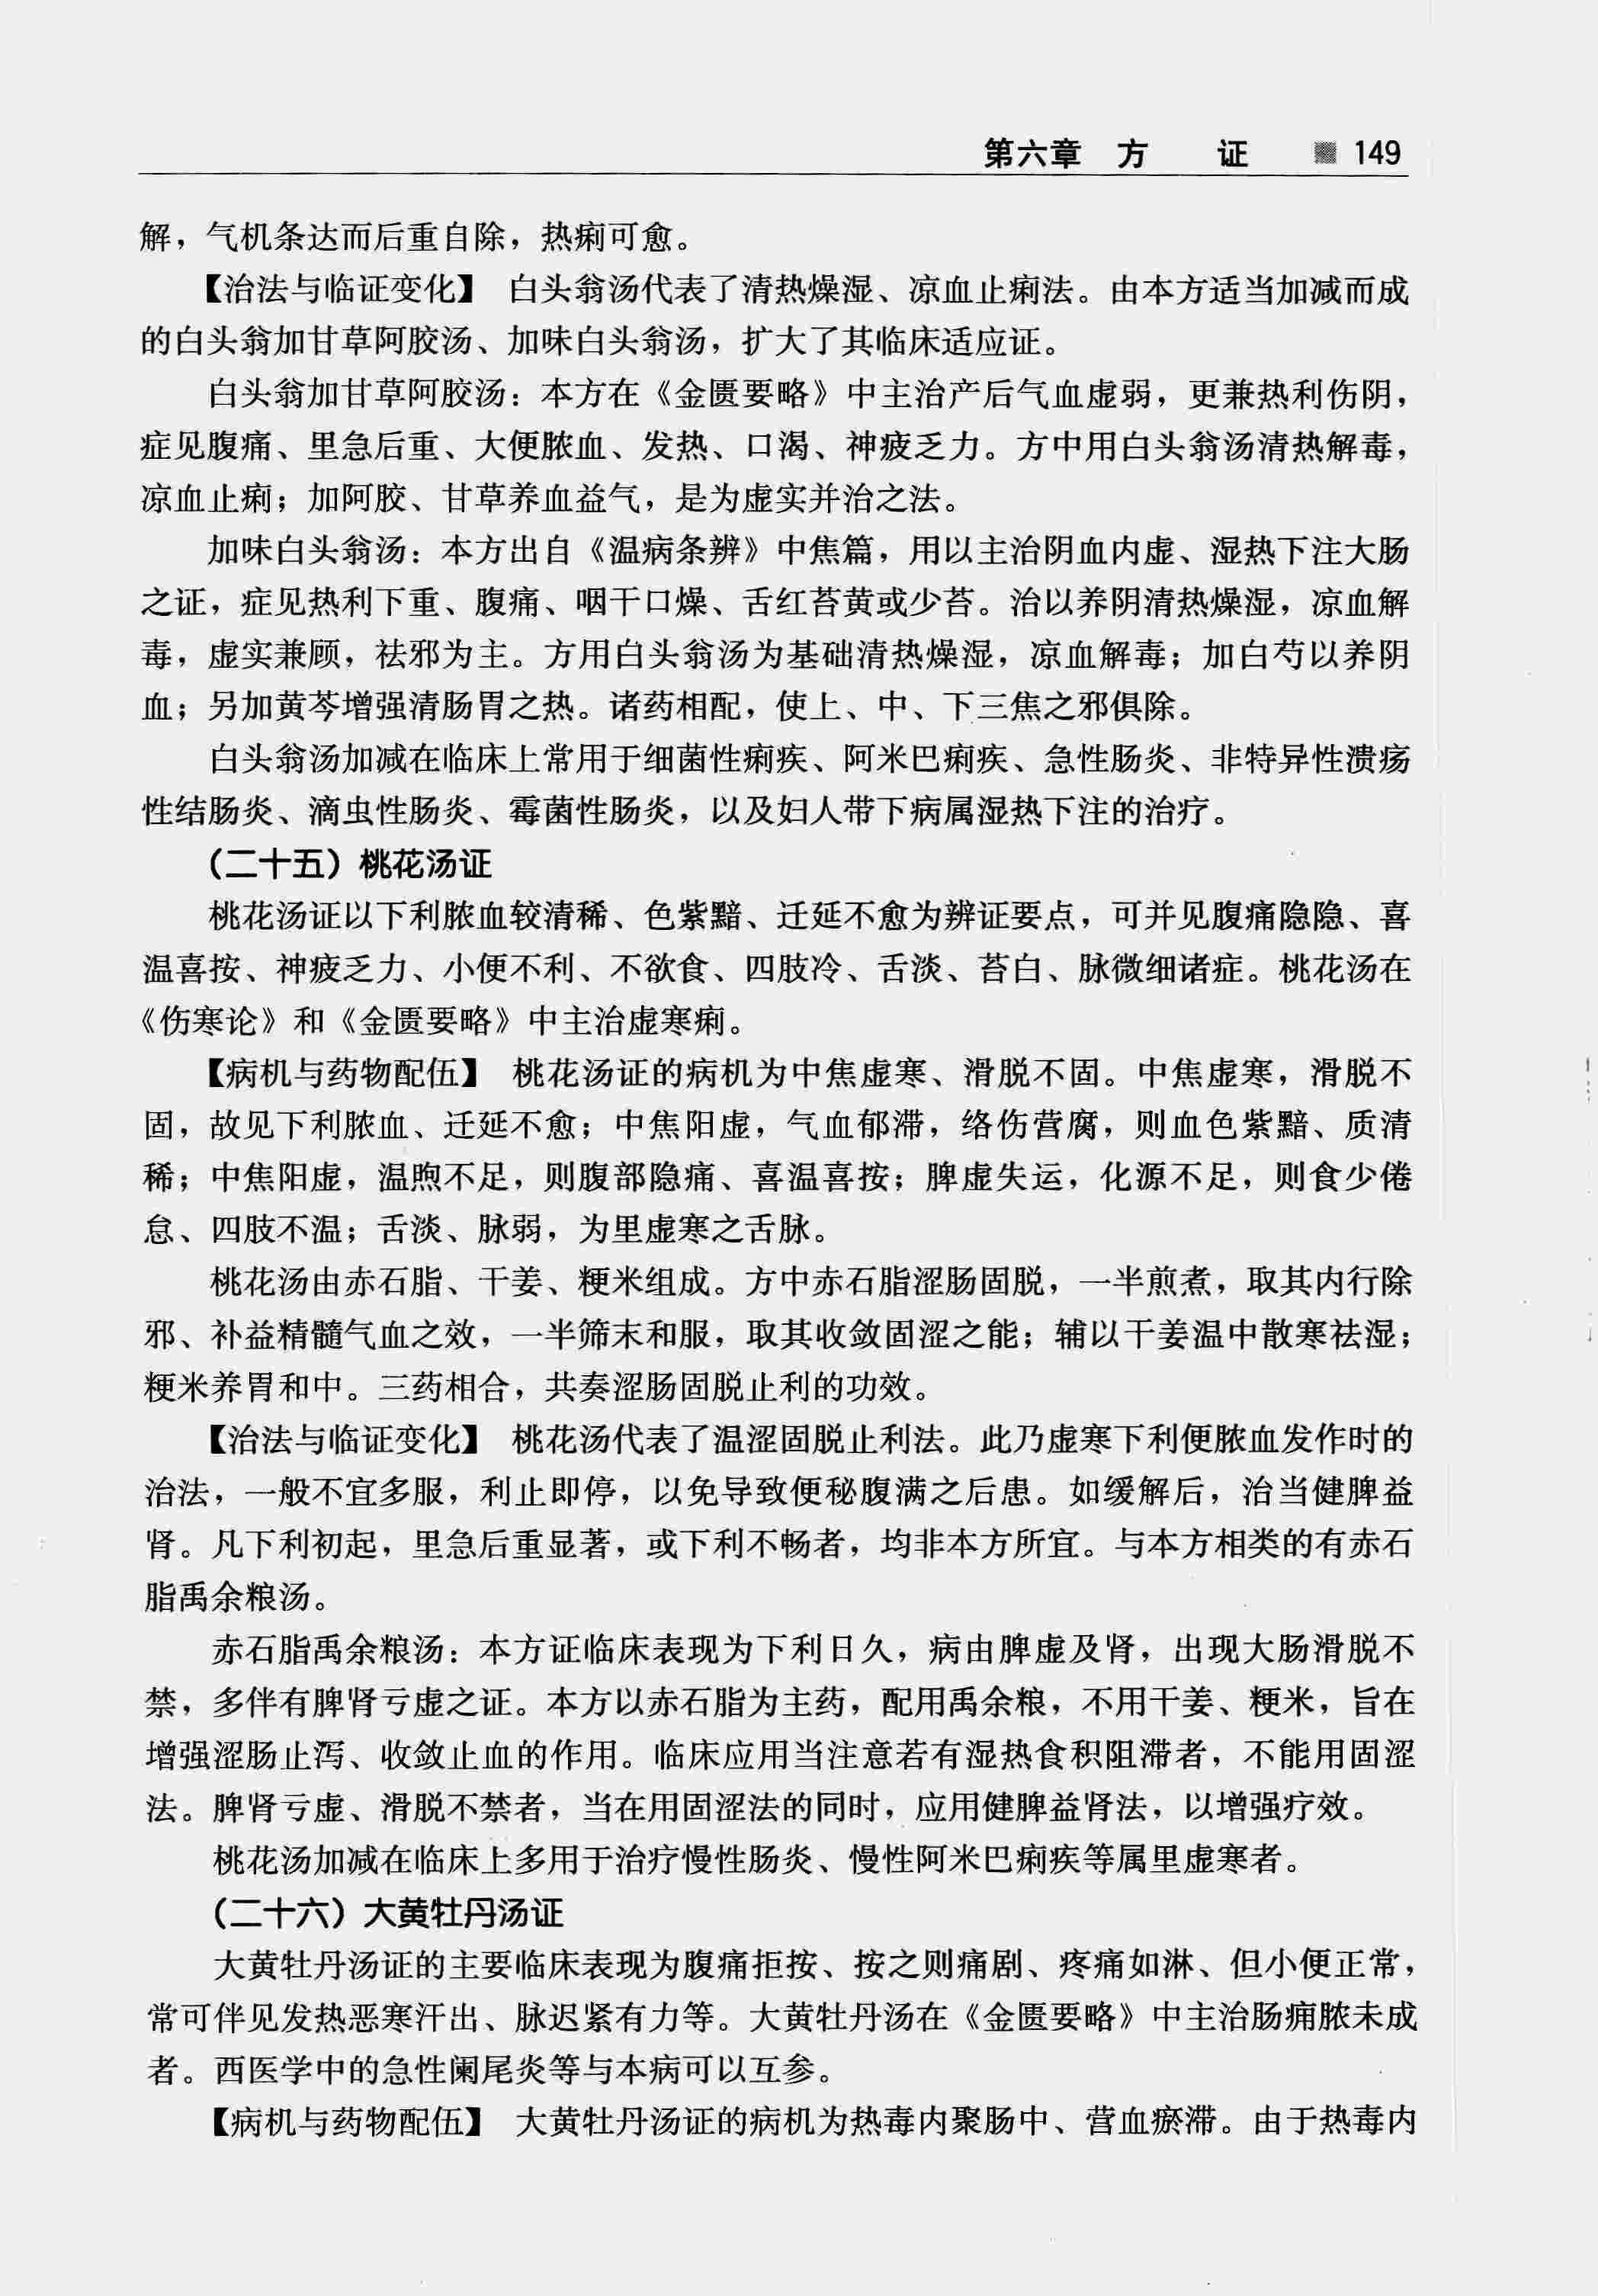 第六章 方 证 149
解，气机条达而后重自除，热痢可愈。
【治法与临证变化】 白头翁汤代表了清热燥湿、凉血止痢法。由本方适当加减而成
的白头翁加甘草阿胶汤、加味白头翁汤，扩大了其临床适应证。
白头翁加甘草阿胶汤：本方在《金匮要略》中主治产后气血虚弱，更兼热利伤阴，
症见腹痛、里急后重、大便脓血、发热、口渴、神疲乏力。方中用白头翁汤清热解毒，
凉血止痢；加阿胶、甘草养血益气，是为虚实并治之法。
加味白头翁汤：本方出自《温病条辨》中焦篇，用以主治阴血内虚、湿热下注大肠
之证，症见热利下重、腹痛、咽干口燥、舌红苔黄或少苔。治以养阴清热燥湿，凉血解
毒，虚实兼顾，祛邪为主。方用白头翁汤为基础清热燥湿，凉血解毒；加白芍以养阴
血；另加黄芩增强清肠胃之热。诸药相配，使上、中、下三焦之邪俱除。
白头翁汤加减在临床上常用于细菌性痢疾、阿米巴痢疾、急性肠炎、非特异性溃疡
性结肠炎、滴虫性肠炎、霉菌性肠炎，以及妇人带下病属湿热下注的治疗。
（二十五）桃花汤证
桃花汤证以下利脓血较清稀、色紫黯、迁延不愈为辨证要点，可并见腹痛隐隐、喜
温喜按、神疲乏力、小便不利、不欲食、四肢冷、舌淡、苔白、脉微细诸症。桃花汤在
《伤寒论》和《金匮要略》中主治虚寒痢。
【病机与药物配伍】 桃花汤证的病机为中焦虚寒、滑脱不固。中焦虚寒，滑脱不
固，故见下利脓血、迁延不愈；中焦阳虚，气血郁滞，络伤营腐，则血色紫黯、质清
稀；中焦阳虚，温煦不足，则腹部隐痛、喜温喜按；脾虚失运，化源不足，则食少倦
怠、四肢不温；舌淡、脉弱，为里虚寒之舌脉。
桃花汤由赤石脂、干姜、粳米组成。方中赤石脂涩肠固脱，一半煎煮，取其内行除
邪、补益精髓气血之效，一半筛末和服，取其收敛固涩之能；辅以干姜温中散寒祛湿；
粳米养胃和中。三药相合，共奏涩肠固脱止利的功效。
【治法与临证变化】 桃花汤代表了温涩固脱止利法。此乃虚寒下利便脓血发作时的
治法，一般不宜多服，利止即停，以免导致便秘腹满之后患。如缓解后，治当健脾益
肾。凡下利初起，里急后重显著，或下利不畅者，均非本方所宜。与本方相类的有赤石
脂禹余粮汤。
赤石脂禹余粮汤：本方证临床表现为下利日久，病由脾虚及肾，出现大肠滑脱不
禁，多伴有脾肾亏虚之证。本方以赤石脂为主药，配用禹余粮，不用干姜、粳米，旨在
增强涩肠止泻、收敛止血的作用。临床应用当注意若有湿热食积阻滞者，不能用固涩
法。脾肾亏虚、滑脱不禁者，当在用固涩法的同时，应用健脾益肾法，以增强疗效。
桃花汤加减在临床上多用于治疗慢性肠炎、慢性阿米巴痢疾等属里虚寒者。
（二十六）大黄牡丹汤证
大黄牡丹汤证的主要临床表现为腹痛拒按、按之则痛剧、疼痛如淋、但小便正常，
常可伴见发热恶寒汗出、脉迟紧有力等。大黄牡丹汤在《金匮要略》中主治肠痈脓未成
者。西医学中的急性阑尾炎等与本病可以互参。
【病机与药物配伍】 大黄牡丹汤证的病机为热毒内聚肠中、营血瘀滞。由于热毒内